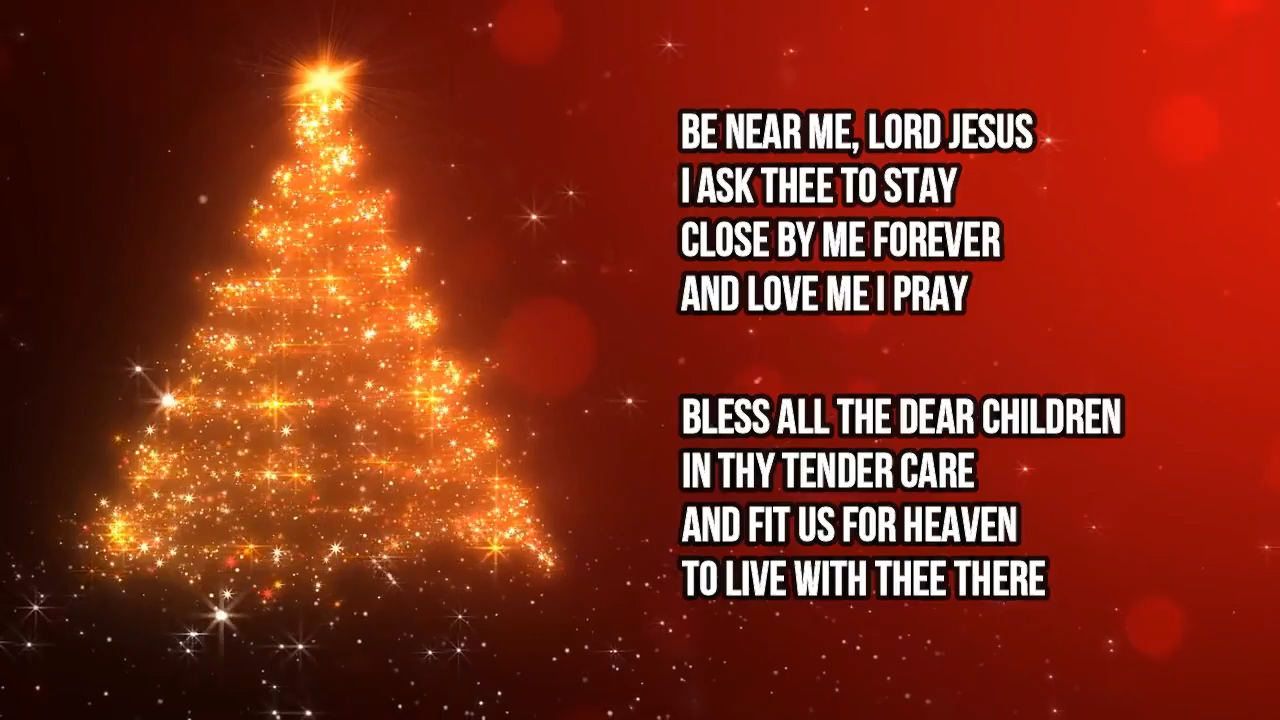 BE NEAR ME, LORD JESUS
I ASK THEE TO STAY
CLOSE BY ME FOREVER
AND LOVE ME I PRAY
BLESS ALL THE DEAR CHILDREN
IN THY TENDER CARE
AND FIT US FOR HEAVEN
TO LIVE WITH THEE THERE